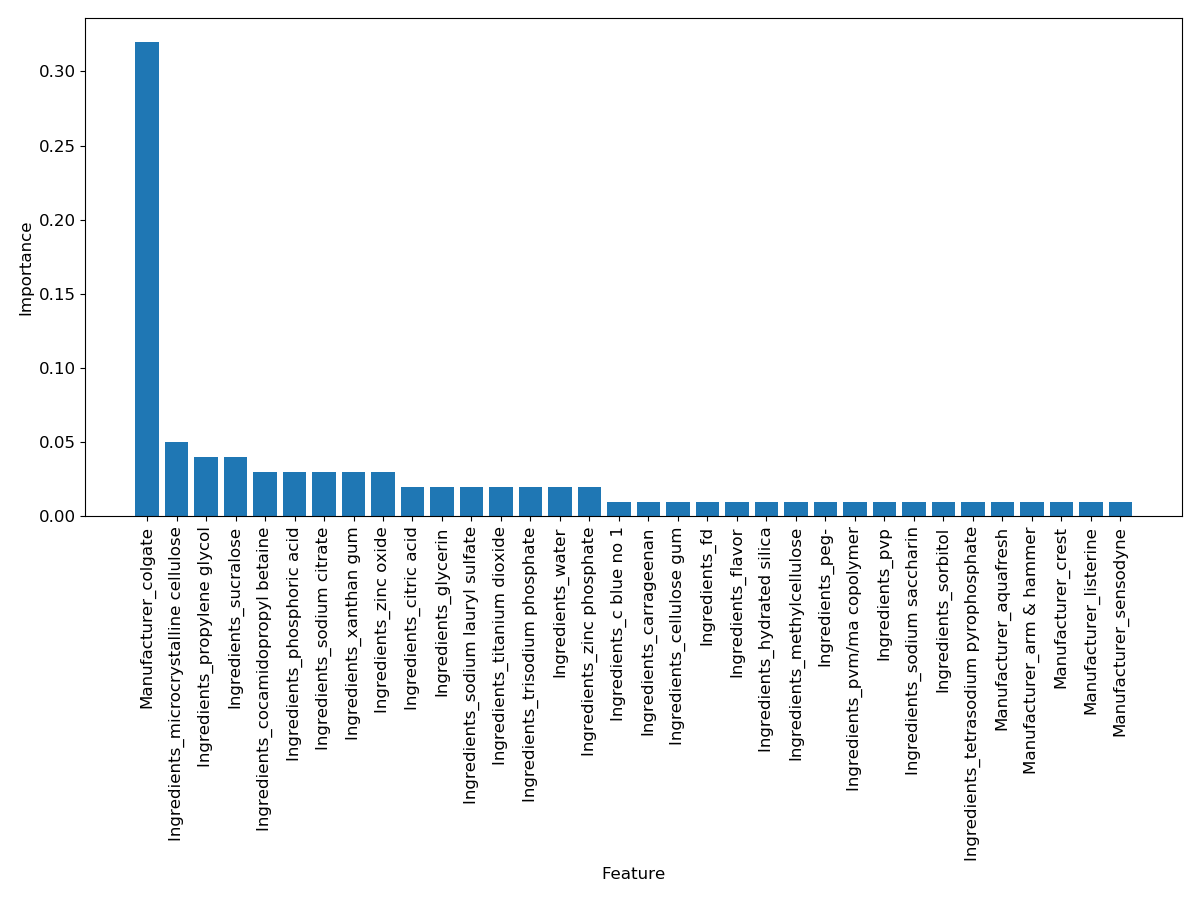 0.30
0.25
0.20
0.15
0.10
0.05
0.00
Importance
Manufacturer_colgate
Ingredients_microcrystalline cellulose
Ingredients_propylene glycol
Ingredients_sucralose
Ingredients_cocamidopropyl betaine
Ingredients_phosphoric acid
Ingredients_sodium citrate
Ingredients_xanthan gum
Ingredients_zinc oxide
Ingredients_citric acid
Ingredients_glycerin
Ingredients_sodium lauryl sulfate
Ingredients_titanium dioxide
Ingredients_trisodium phosphate
Ingredients_water
Ingredients_zinc phosphate
Ingredients_c blue no 1
Ingredients_carrageenan
Ingredients_cellulose gum
Ingredients_fd
Ingredients_flavor
Ingredients_hydrated silica
Ingredients_methylcellulose
Ingredients_peg-
Ingredients_pvm/ma copolymer
Ingredients_pvp
Ingredients_sodium saccharin
Ingredients_sorbitol
Ingredients_tetrasodium pyrophosphate
Manufacturer_aquafresh
Manufacturer_arm & hammer
Manufacturer_crest
Manufacturer_listerine
Manufacturer_sensodyne
Feature